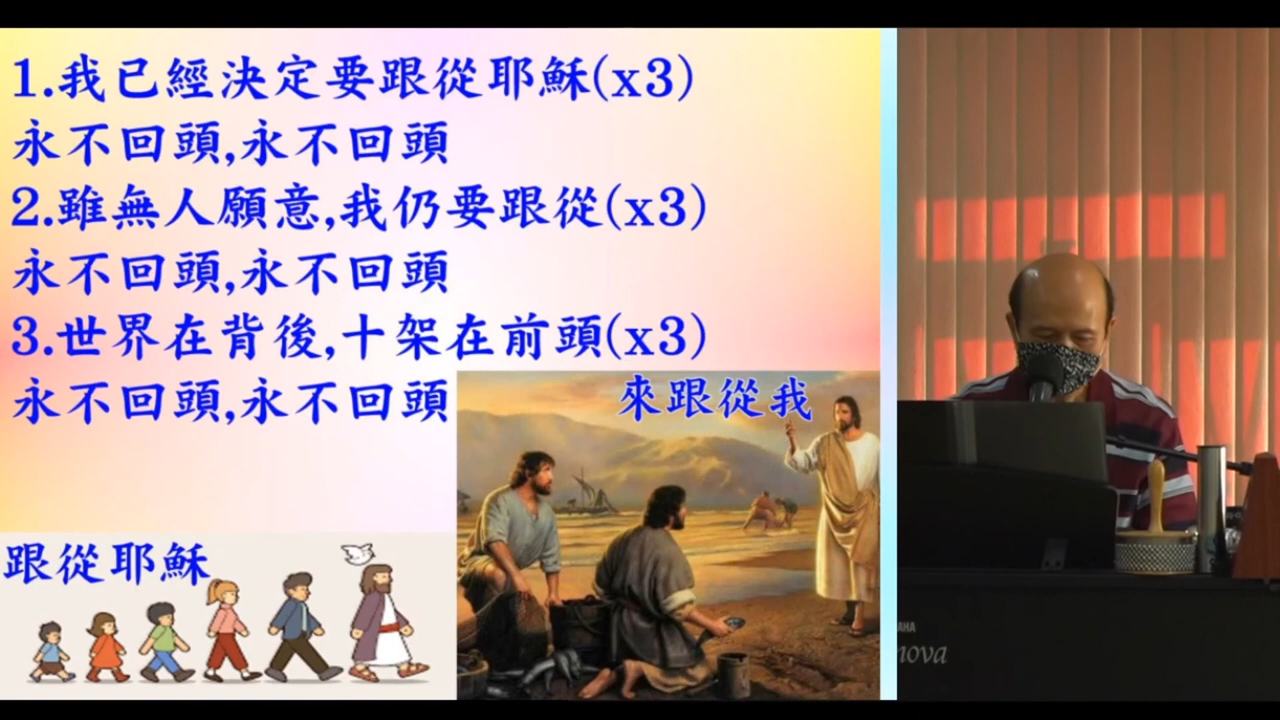 1.我已經決定要跟從耶穌(x3)
永不回頭,永不回頭
2.雖無人願意,我仍要跟從(x3)
永不回頭,永不回頭
3.世界在背後,十架在前頭(x3)
永不回頭,永不回頭
來跟從我
跟從耶穌
AHA
nova